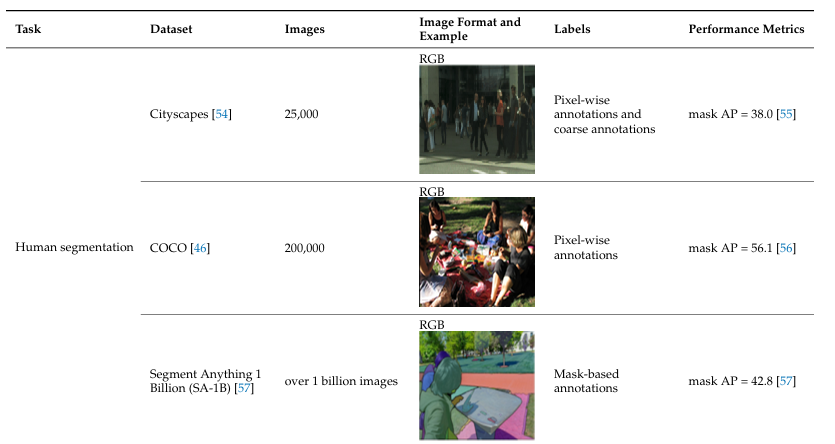 Task Dataset Images Image Format and Example Labels Performance Metrics
RGB
Cityscapes [54] 25,000 Pixel-wise annotations and coarse annotations mask AP = 38.0 [55]
RGB
Human segmentation COCO [46] 200,000 Pixel-wise annotations mask AP = 56.1 [56]
RGB
Segment Anything 1 Billion (SA-1B) [57] over 1 billion images Mask-based annotations mask AP = 42.8 [57]